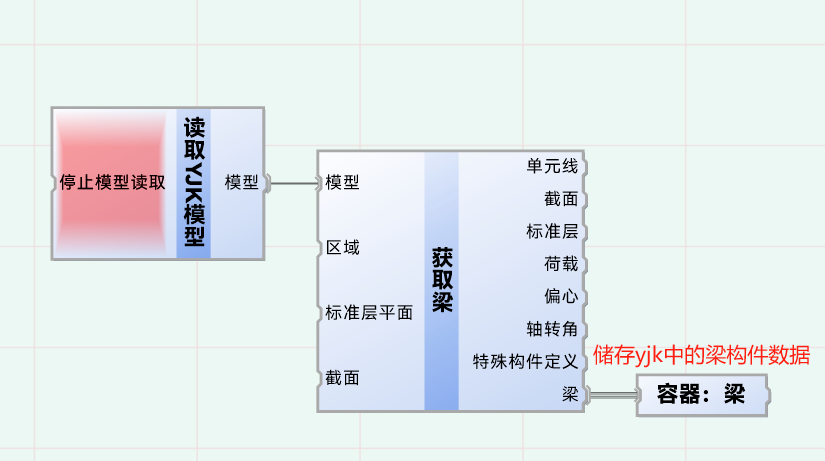 停止模型读取
读取YJK模型
模型
模型
区域
标准层平面
截面
获取梁
单元线
截面
标准层
荷载
偏心
轴转角
特殊构件定义
梁
储存yjk中的梁构件数据
容器：梁